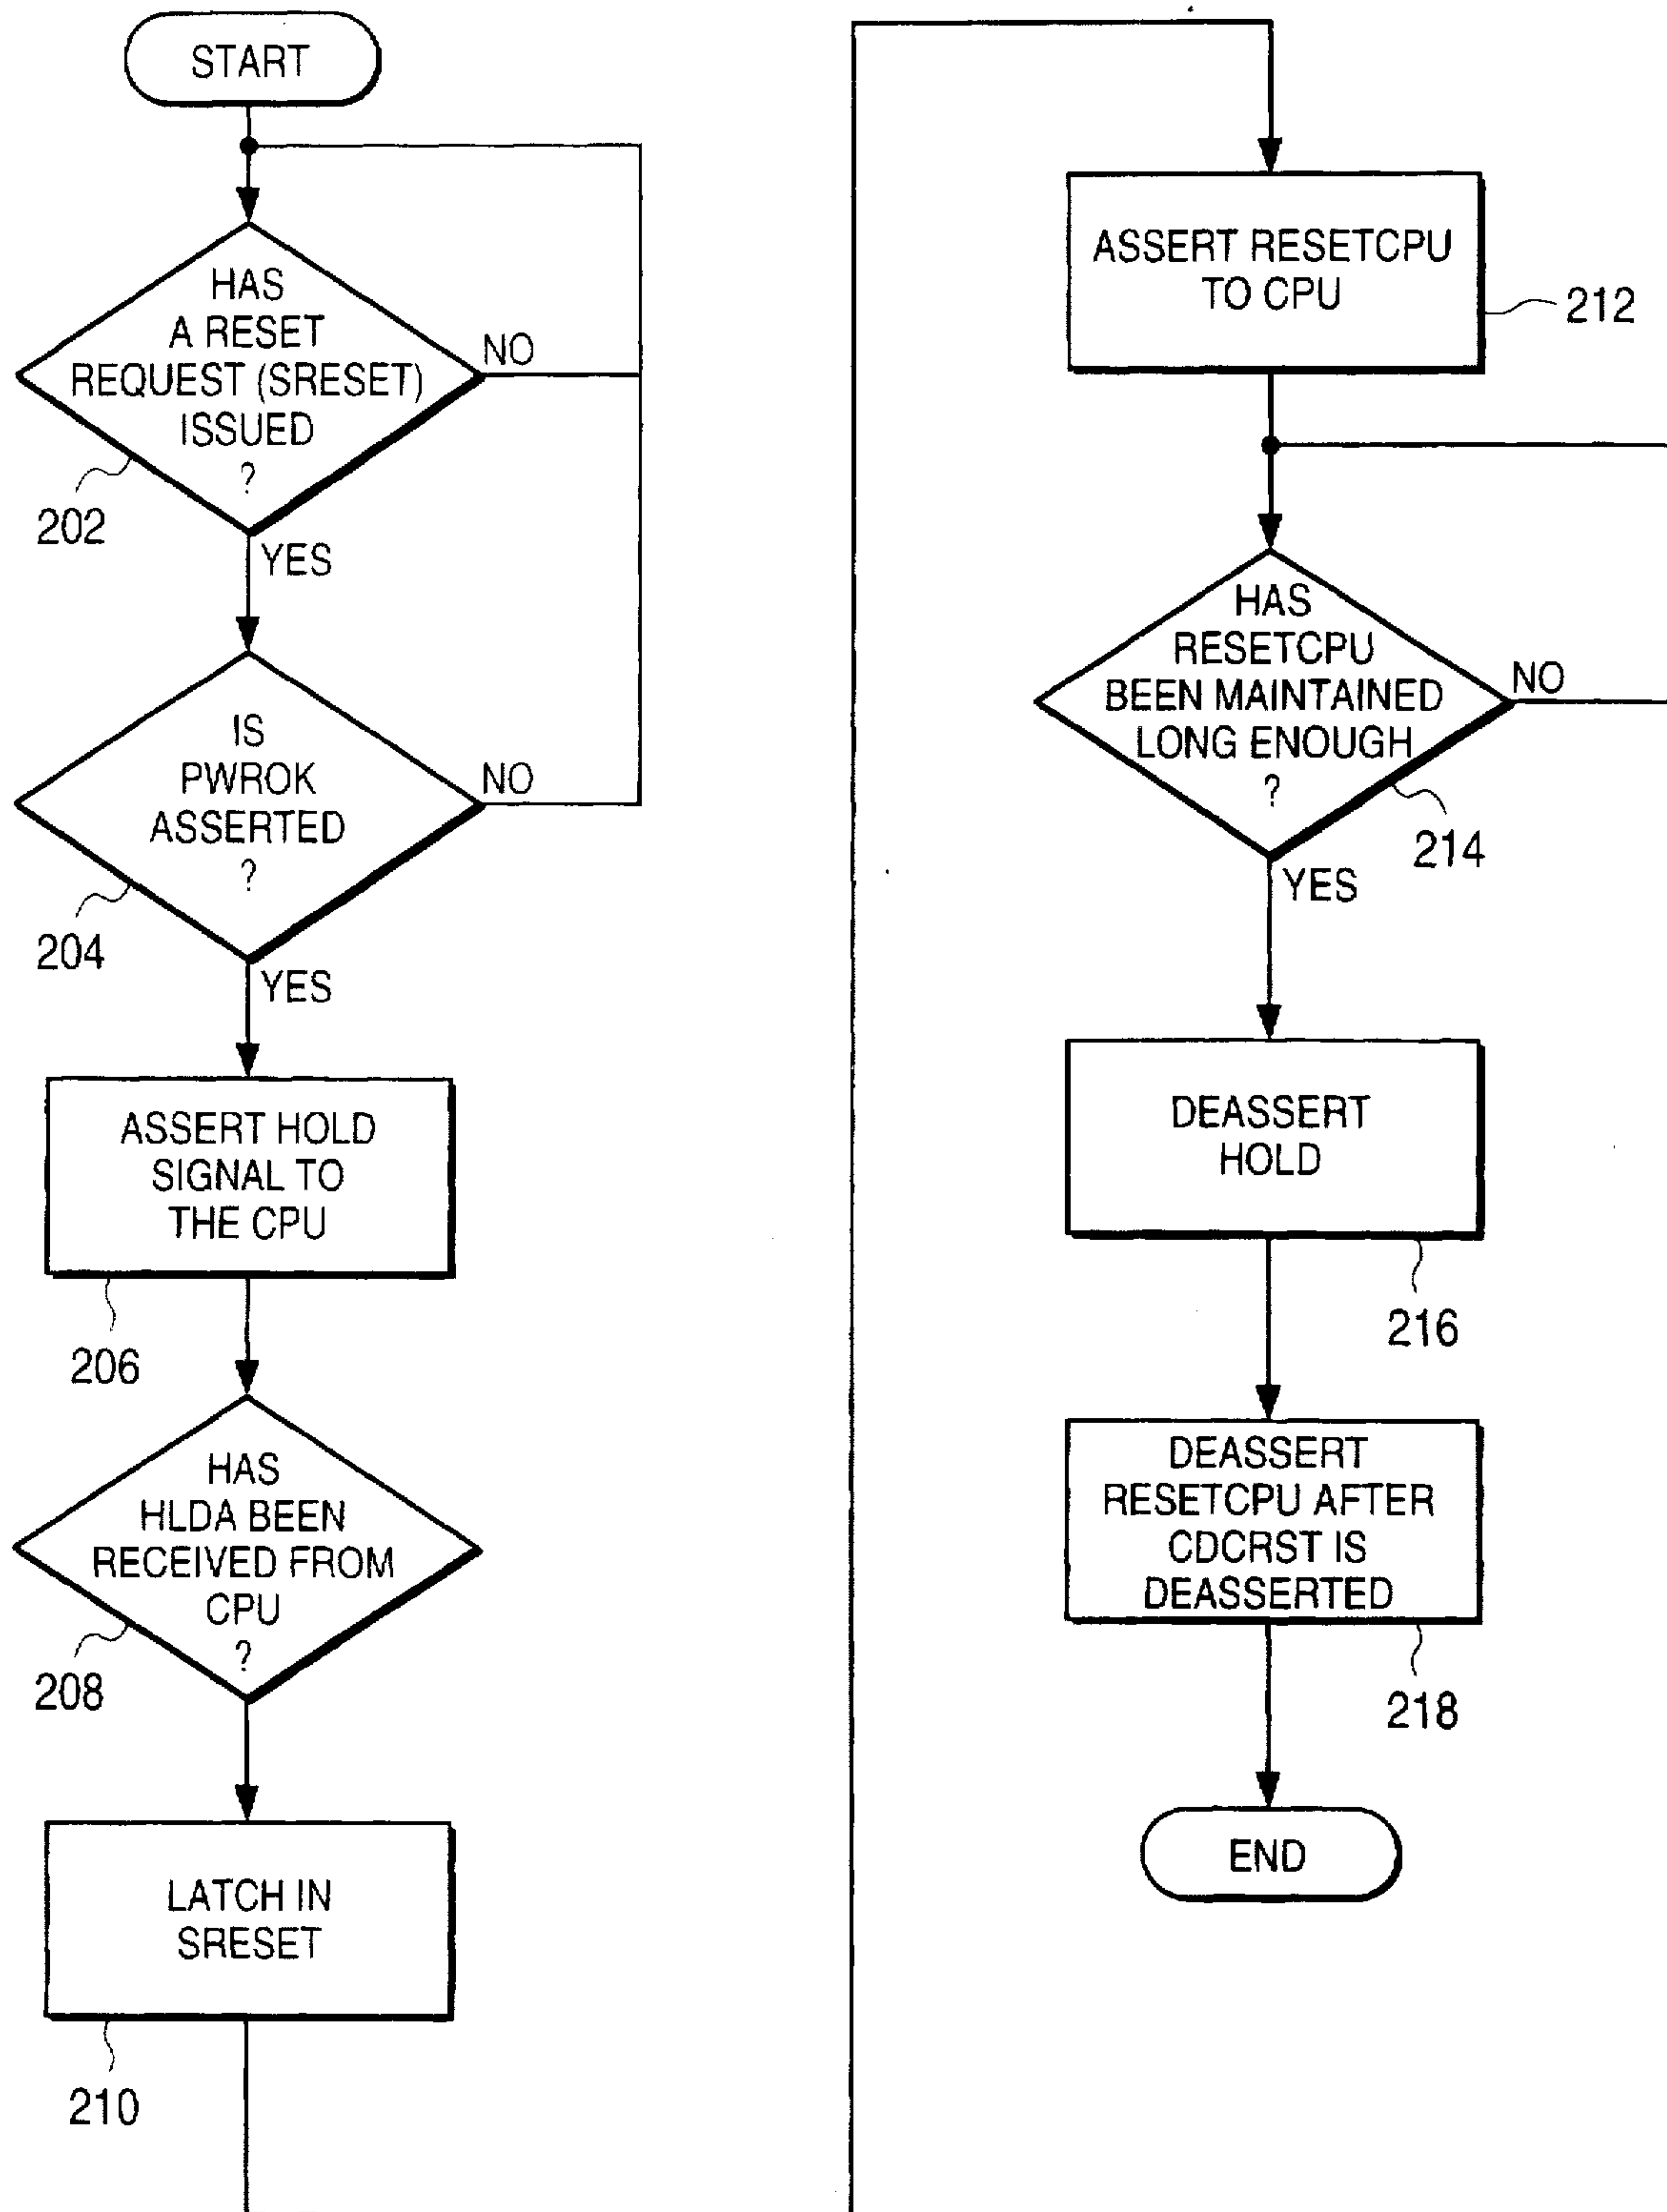 START
HAS
A RESET
REQUEST (SRESET)
ISSUED
?
NO
202
YES
IS
PWROK
ASSERTED
?
NO
204
YES
ASSERT HOLD
SIGNAL TO
THE CPU
206
HAS
HLDA BEEN
RECEIVED FROM
CPU
?
208
LATCH IN
SRESET
210
ASSERT RESETCPU
TO CPU
212
HAS
RESETCPU
BEEN MAINTAINED
LONG ENOUGH
?
NO
214
YES
DEASSERT
HOLD
216
DEASSERT
RESETCPU AFTER
CDCRST IS
DEASSERTED
218
END